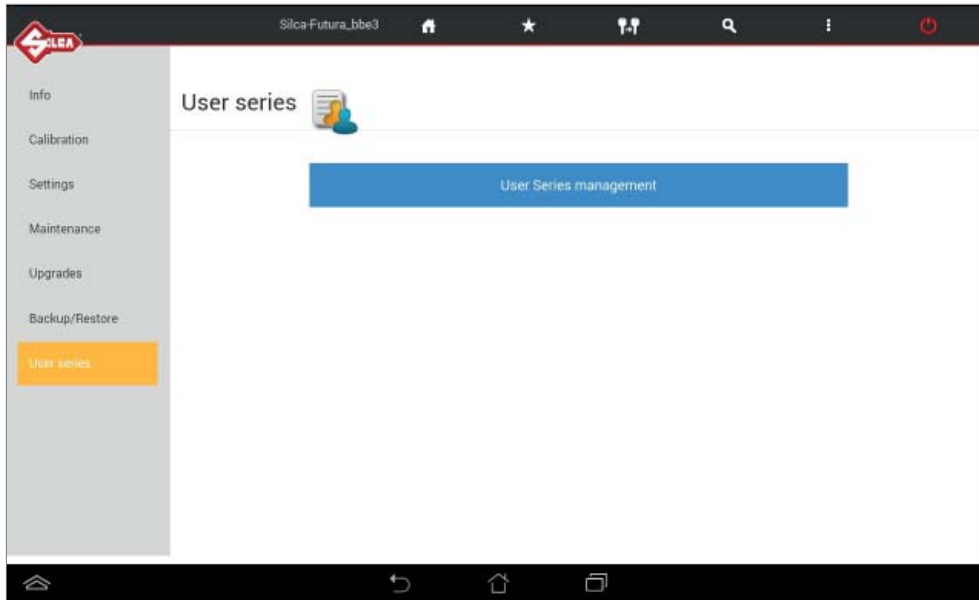 SILCA
Silca-Futura_bbe3
Info
Calibration
Settings
Maintenance
Upgrades
Backup/Restore
User series
User series
User Series management